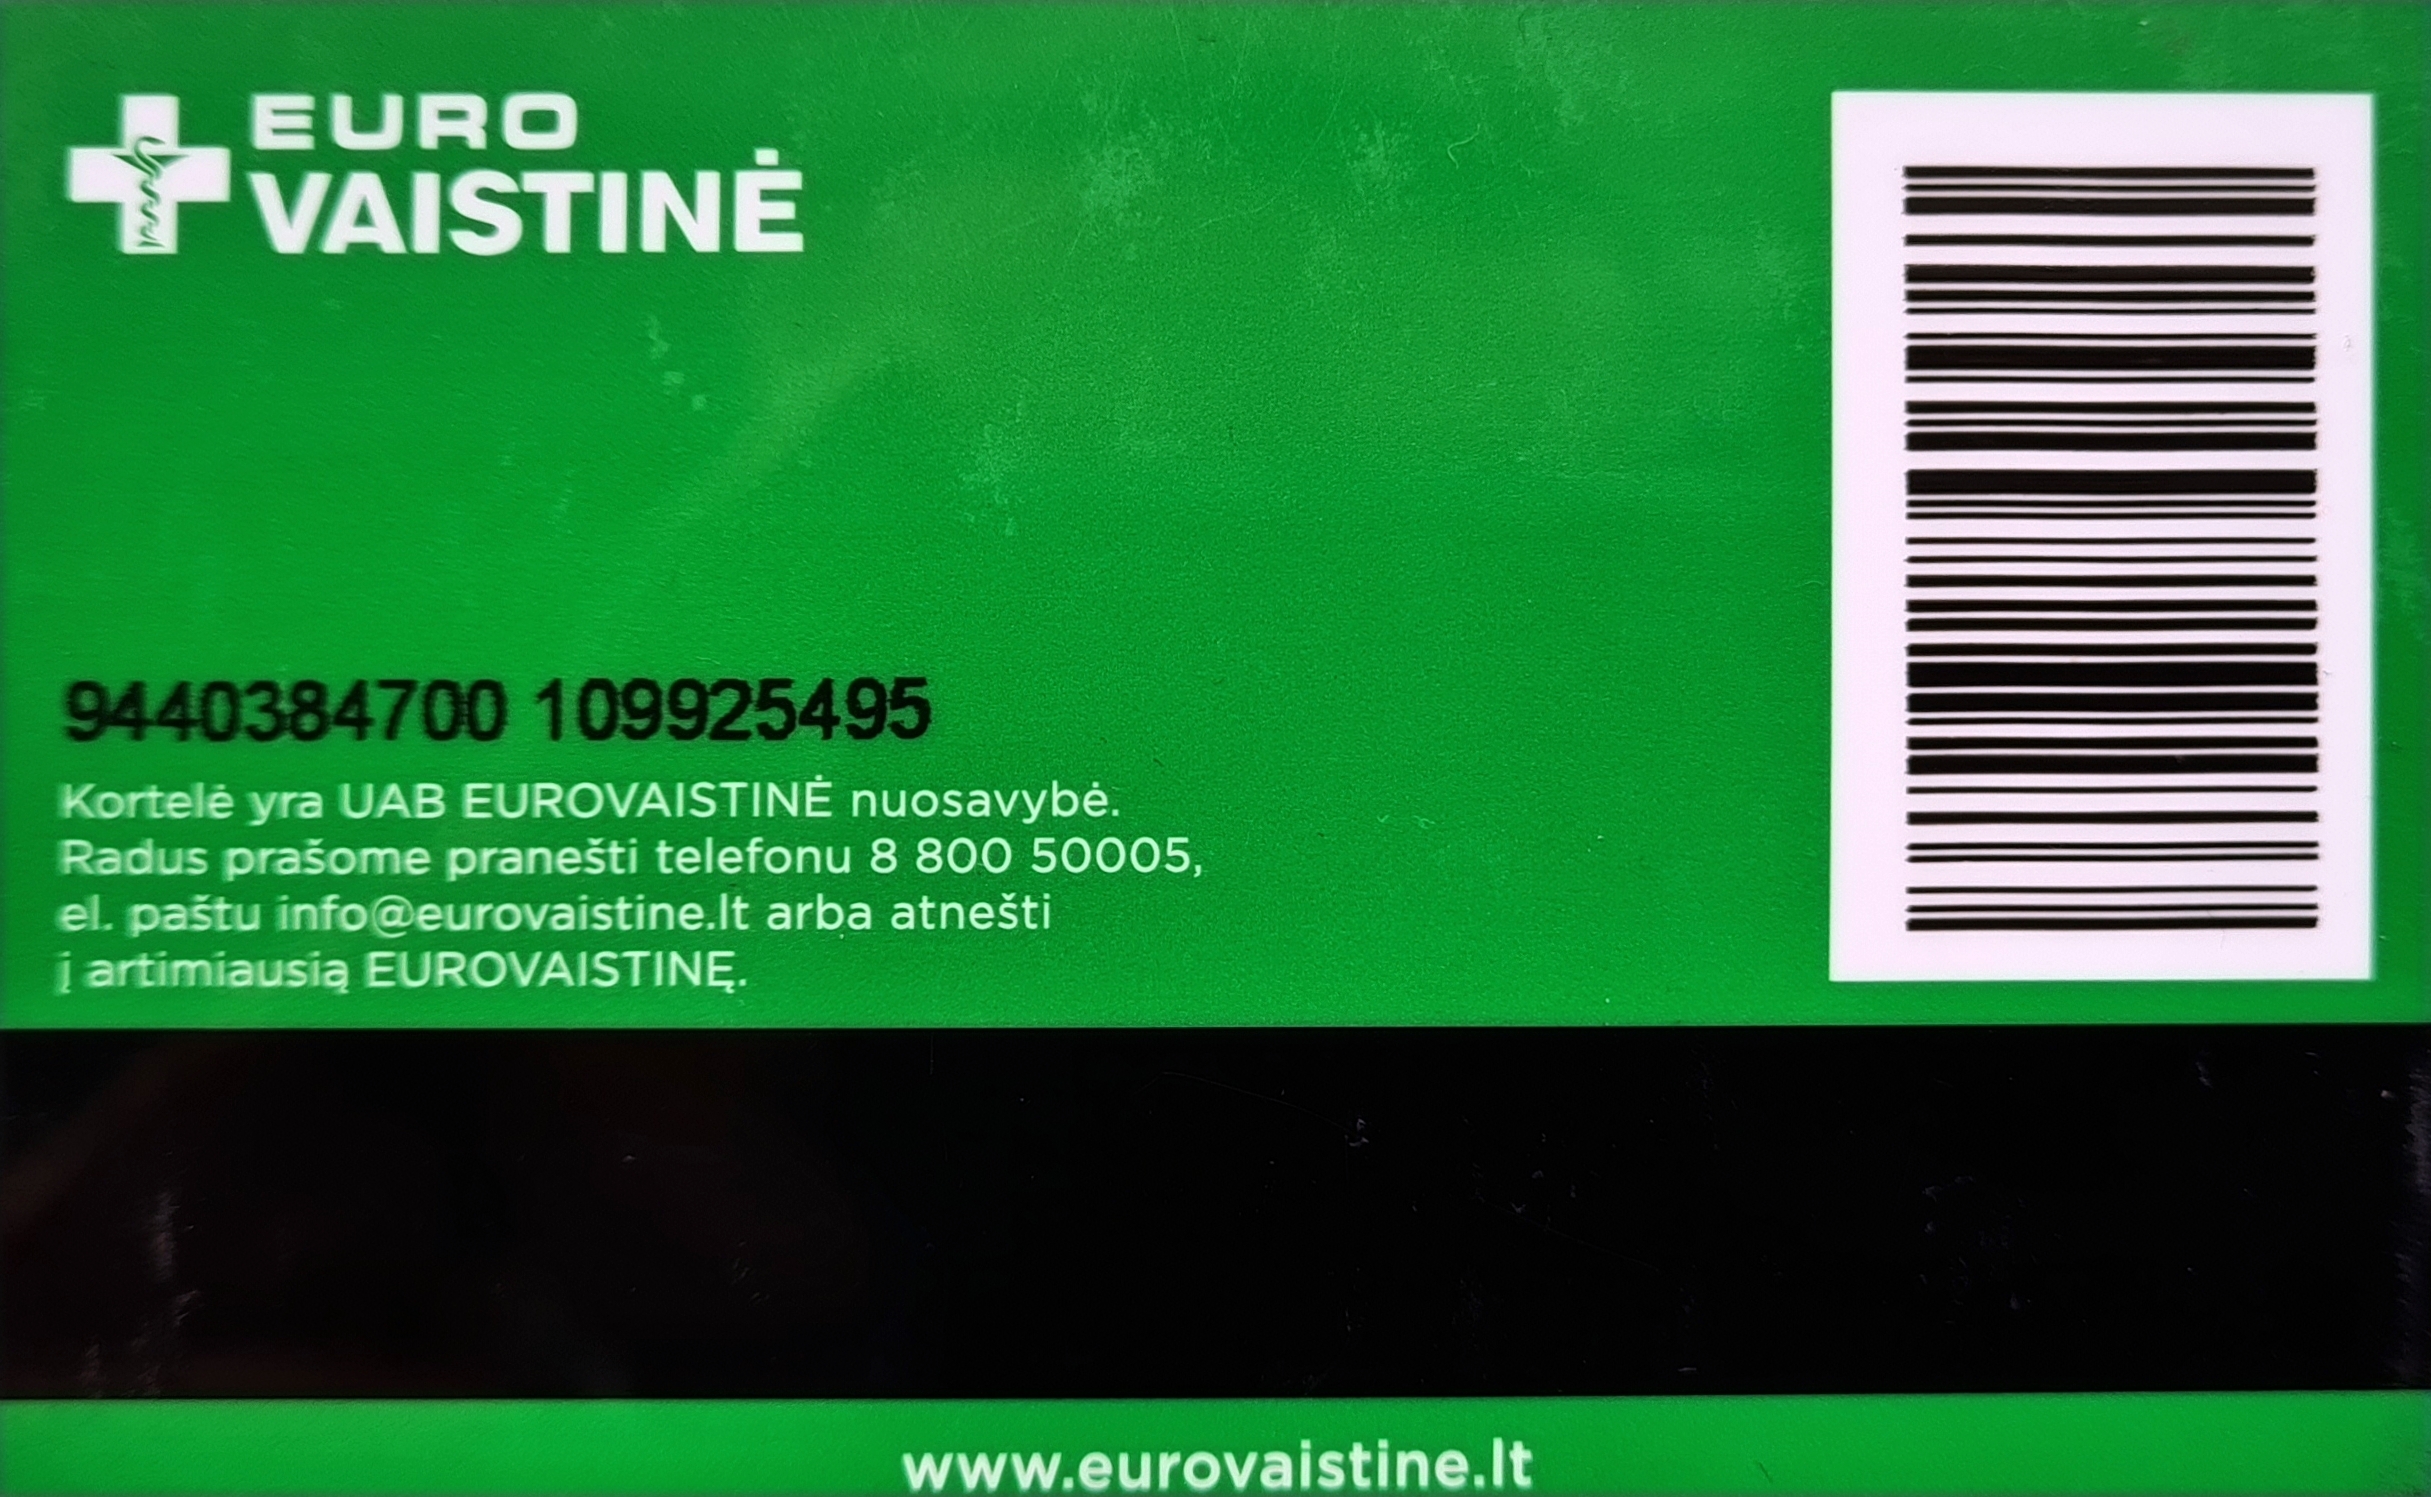 EURO
VAISTINĖ
9440384700 109925495
Kortelė yra UAB EUROVAISTINĖ nuosavybė.
Radus prašome pranešti telefonu 8 800 50005,
el. paštu info@eurovaistine.lt arba atnešti
į artimiausią EUROVAISTINĘ.
www.eurovaistine.lt